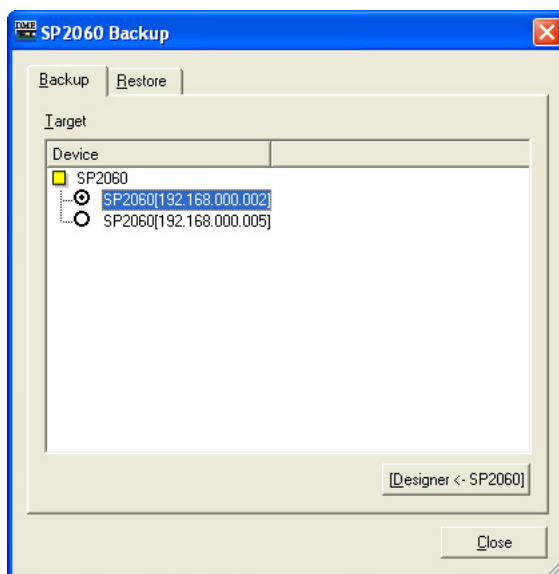 DME
SP2060 Backup
Backup Restore
Target
Device
SP2060
SP2060[192.168.000.002]
SP2060[192.168.000.005]
[Designer <- SP2060]
Close